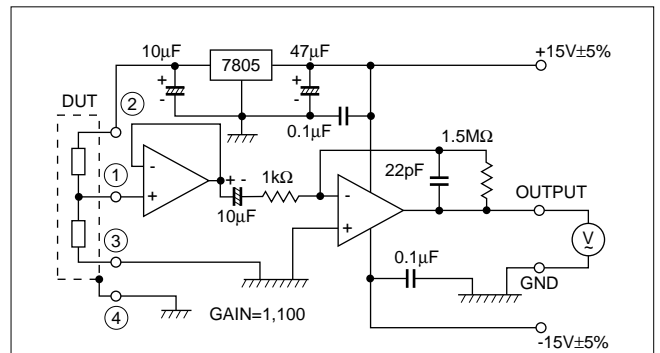 10µF
7805
47µF
+15V±5%
DUT
+
-
+
-
②
0.1µF
1.5MΩ
-
+
①
+
-
1kΩ
22pF
10µF
-
+
OUTPUT
V
~
③
0.1µF
GND
④
GAIN=1,100
-15V±5%